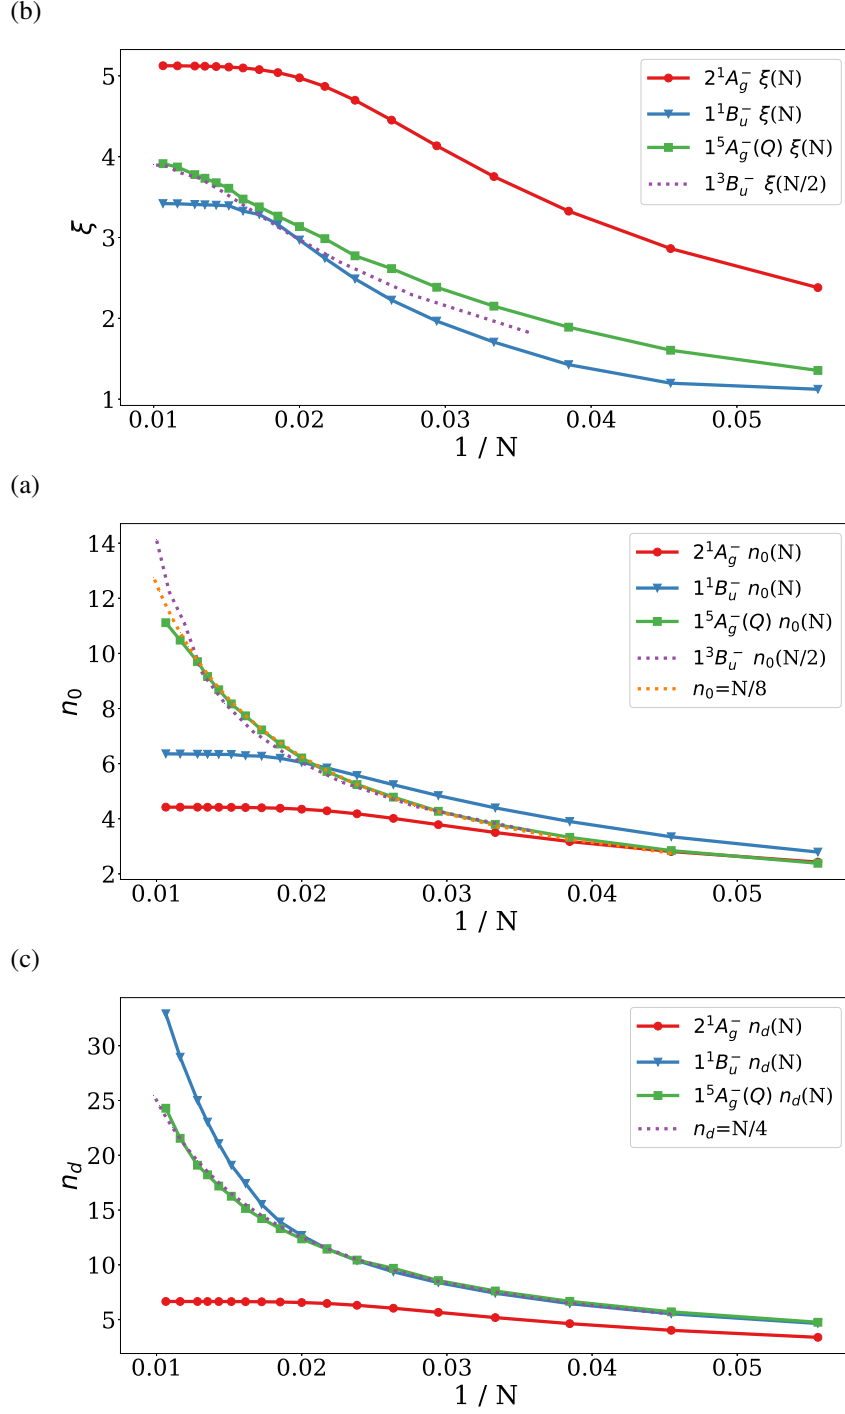 (b)
5
4
3
2
1
ξ
2¹A_g⁻ ξ(N)
1¹B_u⁻ ξ(N)
1⁵A_g⁻(Q) ξ(N)
1³B_u⁻ ξ(N/2)
0.01 0.02 0.03 0.04 0.05
1 / N
(a)
14
12
10
8
6
4
2
n₀
2¹A_g⁻ n₀(N)
1¹B_u⁻ n₀(N)
1⁵A_g⁻(Q) n₀(N)
1³B_u⁻ n₀(N/2)
n₀=N/8
0.01 0.02 0.03 0.04 0.05
1 / N
(c)
30
25
20
15
10
5
n_d
2¹A_g⁻ n_d(N)
1¹B_u⁻ n_d(N)
1⁵A_g⁻(Q) n_d(N)
n_d=N/4
0.01 0.02 0.03 0.04 0.05
1 / N